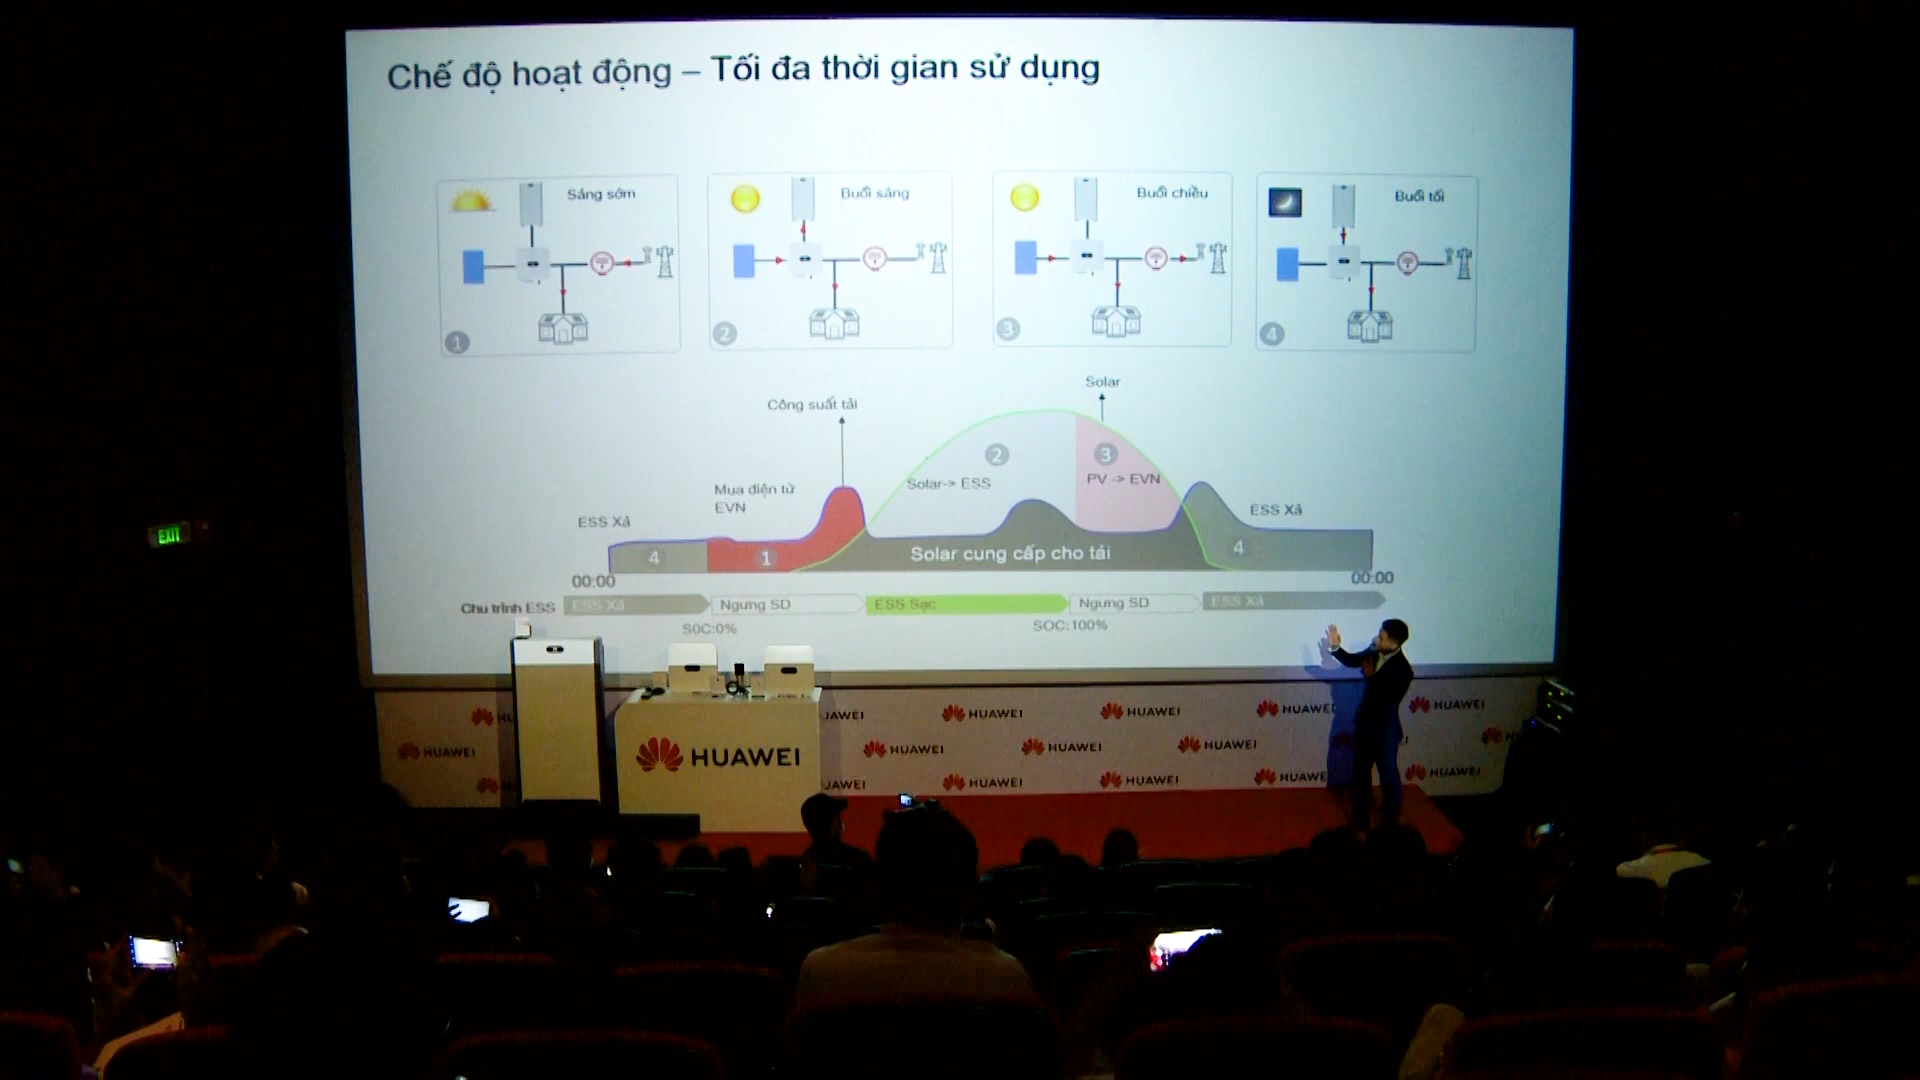 Chế độ hoạt động – Tối đa thời gian sử dụng
Sáng sớm
1
Buổi sáng
2
Buổi chiều
3
Buổi tối
4
Solar
Công suất tải
2
3
Solar-> ESS
PV -> EVN
Mua điện từ
EVN
ESS Xả
ESS Xả
4
1
Solar cung cấp cho tải
4
00:00
00:00
Chu trình ESS
ESS Xả
Ngưng SD
ESS Sạc
Ngưng SD
ESS Xả
SOC:0%
SOC:100%
EXIT
HUAWEI
HUAWEI
HUAWEI
HUAWEI
HUAWEI
HUAWEI
HUAWEI
HUAWEI
HUAWEI
HUAWEI
HUAWEI
HUAWEI
HUAWEI